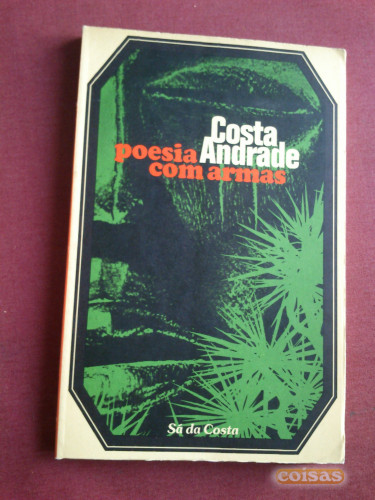 Costa
Andrade
poesia
com armas
Sá da Costa
coisas